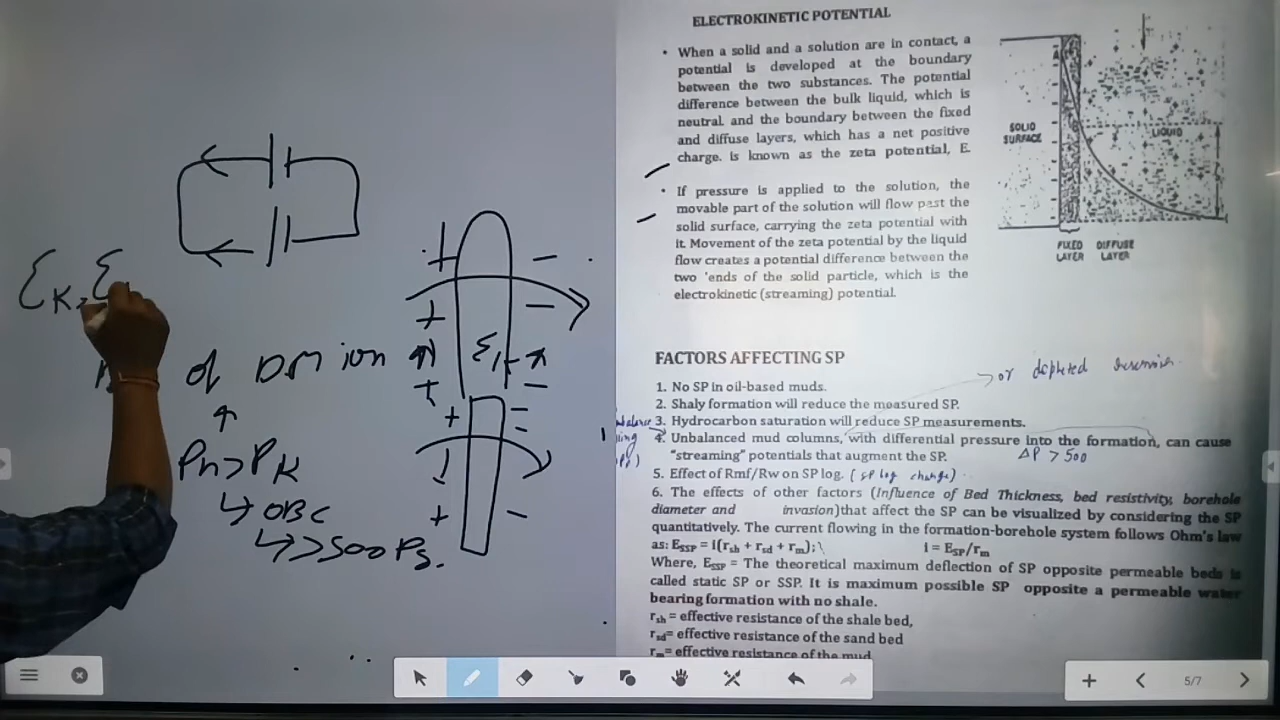 ELECTROKINETIC POTENTIAL
• When a solid and a solution are in contact, a
potential is developed at the boundary
between the two substances. The potential
difference between the bulk liquid, which is
neutral and the boundary between the fixed
and diffuse layers, which has a net positive
charge. is known as the zeta potential, E.
• If pressure is applied to the solution, the
movable part of the solution will flow past the
solid surface, carrying the zeta potential with
it. Movement of the zeta potential by the liquid
flow creates a potential difference between the
two 'ends of the solid particle, which is the
electrokinetic (streaming) potential.
SOLID
SURFACE
LIQUID
FIXED
LAYER
DIFFUSE
LAYER
FACTORS AFFECTING SP
→ or depleted
1. No SP in oil-based muds.
2. Shaly formation will reduce the measured SP.
3. Hydrocarbon saturation will reduce SP measurements.
4. Unbalanced mud columns, with differential pressure into the formation, can cause
"streaming" potentials that augment the SP.
ΔP > 500
5. Effect of Rmf/Rw on SP log. (SP log change).
6. The effects of other factors (Influence of Bed Thickness, bed resistivity, borehole
diameter and invasion)that affect the SP can be visualized by considering the SP
quantitatively. The current flowing in the formation-borehole system follows Ohm's law
as: ESSP = i(rsh + rsd + rm); i = ESP/rm
Where, ESSP = The theoretical maximum deflection of SP opposite permeable beds is
called static SP or SSP. It is maximum possible SP opposite a permeable water
bearing formation with no shale.
rsh = effective resistance of the shale bed,
rsd= effective resistance of the sand bed
rm= effective resistance of the mud
of DM ion
Ph > PK
↳ OBC
↳ > 500 Ps.
5/7